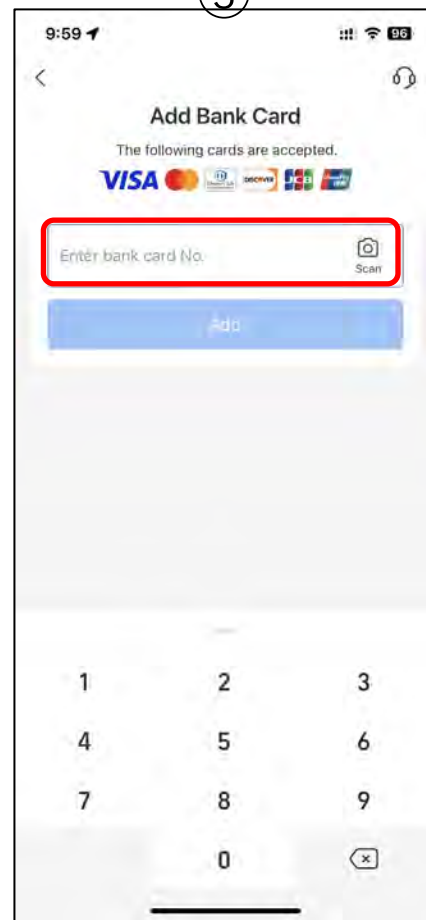 9:59
96
Add Bank Card
The following cards are accepted.
VISA DISCOVER JCB
Enter bank card No.
Scan
Add
1 2 3
4 5 6
7 8 9
0